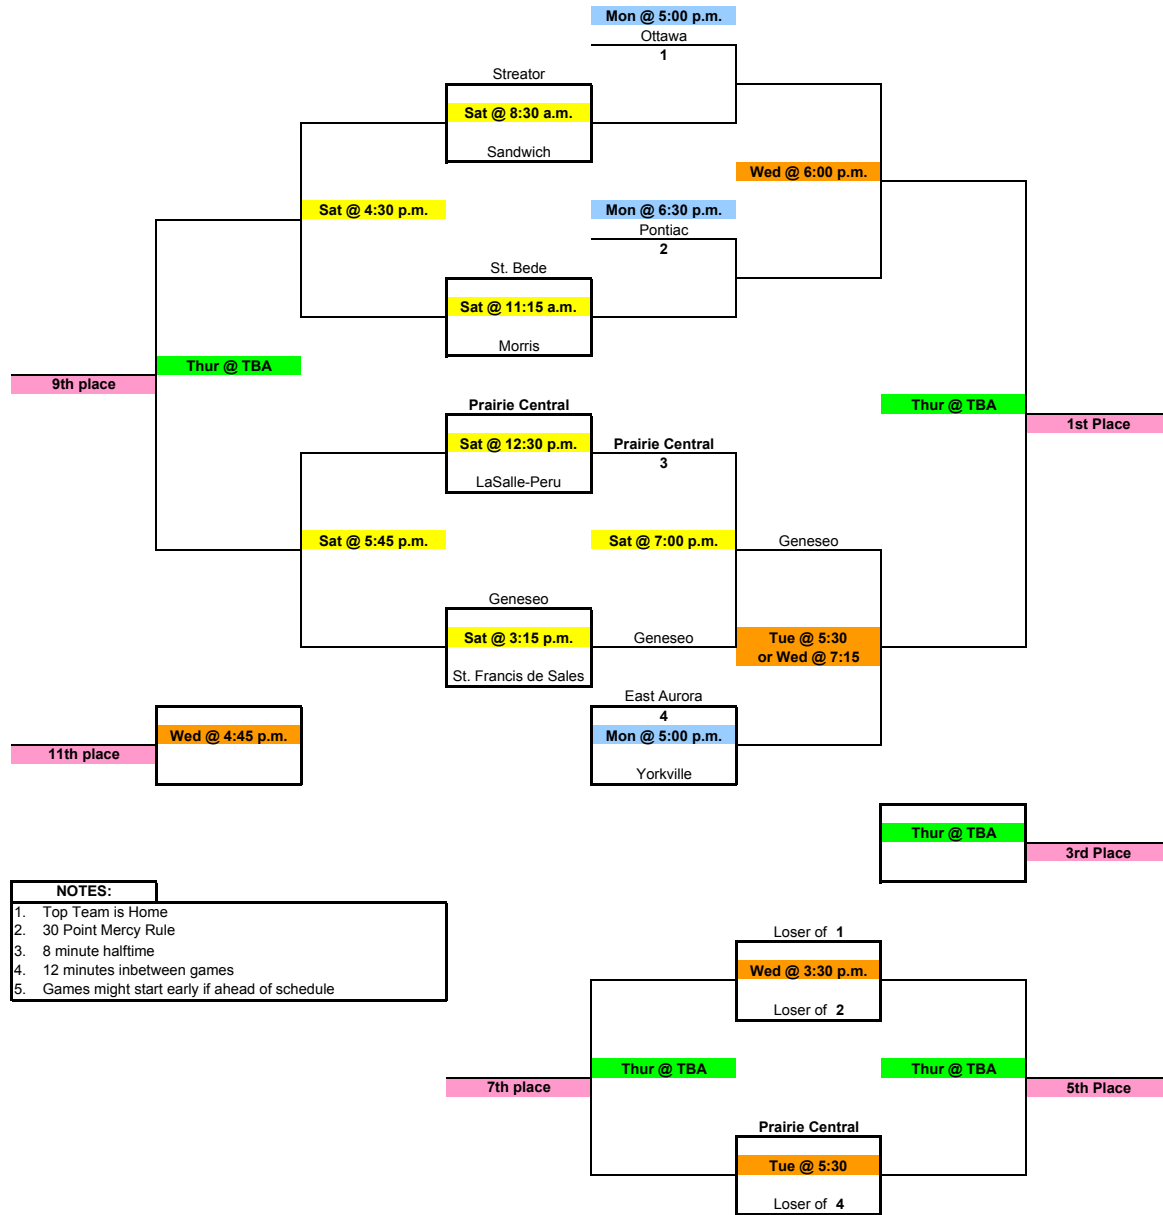 Mon @ 5:00 p.m.
Ottawa
1
Streator
Sat @ 8:30 a.m.
Sandwich
Wed @ 6:00 p.m.
Sat @ 4:30 p.m.
Mon @ 6:30 p.m.
Pontiac
2
St. Bede
Sat @ 11:15 a.m.
Morris
Thur @ TBA
9th place
Prairie Central
Thur @ TBA
1st Place
Sat @ 12:30 p.m.
Prairie Central
3
LaSalle-Peru
Sat @ 5:45 p.m.
Sat @ 7:00 p.m.
Geneseo
Geneseo
Sat @ 3:15 p.m.
Geneseo
Tue @ 5:30
or Wed @ 7:15
St. Francis de Sales
East Aurora
4
Wed @ 4:45 p.m.
Mon @ 5:00 p.m.
11th place
Yorkville
Thur @ TBA
3rd Place
NOTES:
1. Top Team is Home
2. 30 Point Mercy Rule
3. 8 minute halftime
4. 12 minutes inbetween games
5. Games might start early if ahead of schedule
Loser of 1
Wed @ 3:30 p.m.
Loser of 2
Thur @ TBA
Thur @ TBA
7th place
5th Place
Prairie Central
Tue @ 5:30
Loser of 4